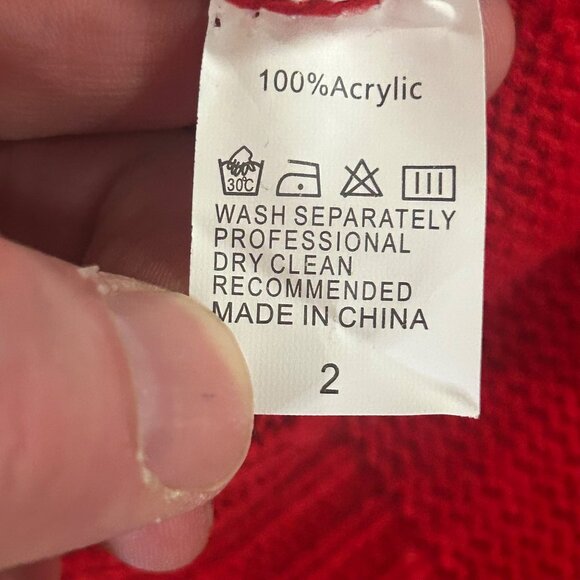 100%Acrylic
30℃
WASH SEPARATELY
PROFESSIONAL
DRY CLEAN
RECOMMENDED
MADE IN CHINA
2